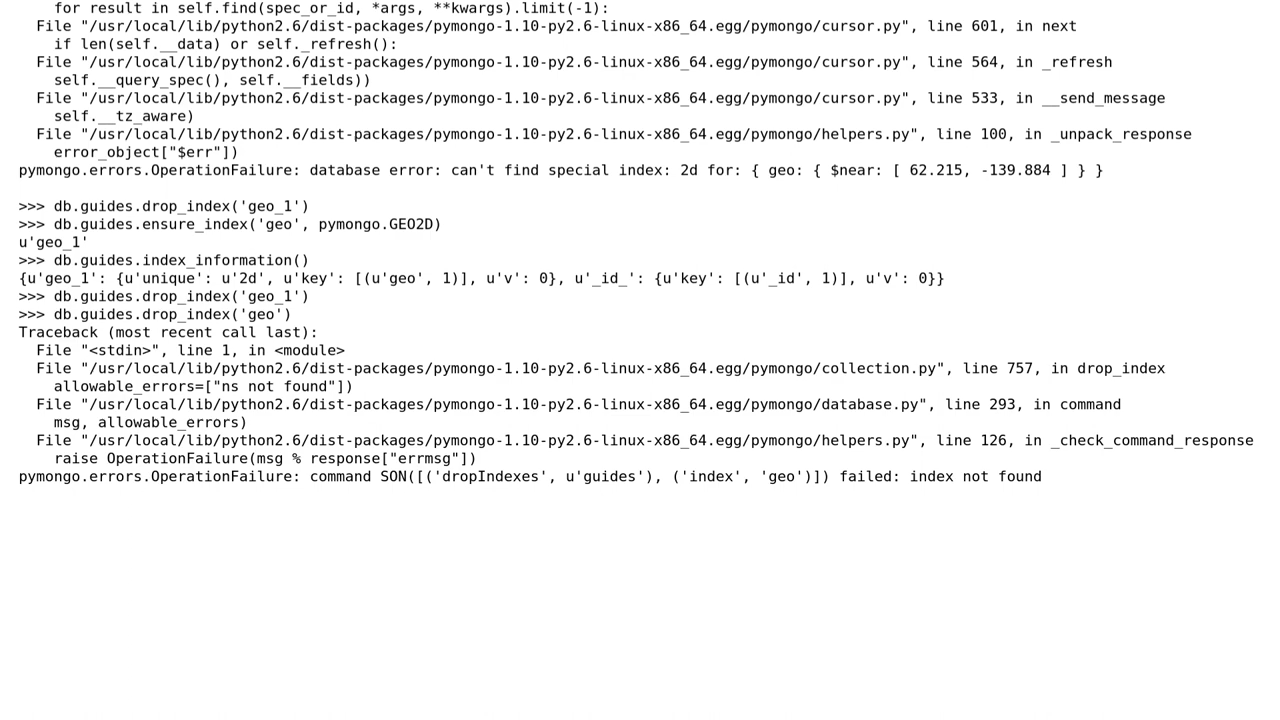 for result in self.find(spec_or_id, *args, **kwargs).limit(-1):
File "/usr/local/lib/python2.6/dist-packages/pymongo-1.10-py2.6-linux-x86_64.egg/pymongo/cursor.py", line 601, in next
if len(self.__data) or self._refresh():
File "/usr/local/lib/python2.6/dist-packages/pymongo-1.10-py2.6-linux-x86_64.egg/pymongo/cursor.py", line 564, in _refresh
self.__query_spec(), self.__fields))
File "/usr/local/lib/python2.6/dist-packages/pymongo-1.10-py2.6-linux-x86_64.egg/pymongo/cursor.py", line 533, in __send_message
self.__tz_aware)
File "/usr/local/lib/python2.6/dist-packages/pymongo-1.10-py2.6-linux-x86_64.egg/pymongo/helpers.py", line 100, in _unpack_response
error_object["$err"])
pymongo.errors.OperationFailure: database error: can't find special index: 2d for: { geo: { $near: [ 62.215, -139.884 ] } }
>>> db.guides.drop_index('geo_1')
>>> db.guides.ensure_index('geo', pymongo.GEO2D)
u'geo_1'
>>> db.guides.index_information()
{u'geo_1': {u'unique': u'2d', u'key': [(u'geo', 1)], u'v': 0}, u'_id_': {u'key': [(u'_id', 1)], u'v': 0}}
>>> db.guides.drop_index('geo_1')
>>> db.guides.drop_index('geo')
Traceback (most recent call last):
File "<stdin>", line 1, in <module>
File "/usr/local/lib/python2.6/dist-packages/pymongo-1.10-py2.6-linux-x86_64.egg/pymongo/collection.py", line 757, in drop_index
allowable_errors=["ns not found"])
File "/usr/local/lib/python2.6/dist-packages/pymongo-1.10-py2.6-linux-x86_64.egg/pymongo/database.py", line 293, in command
msg, allowable_errors)
File "/usr/local/lib/python2.6/dist-packages/pymongo-1.10-py2.6-linux-x86_64.egg/pymongo/helpers.py", line 126, in _check_command_response
raise OperationFailure(msg % response["errmsg"])
pymongo.errors.OperationFailure: command SON([('dropIndexes', u'guides'), ('index', 'geo')]) failed: index not found